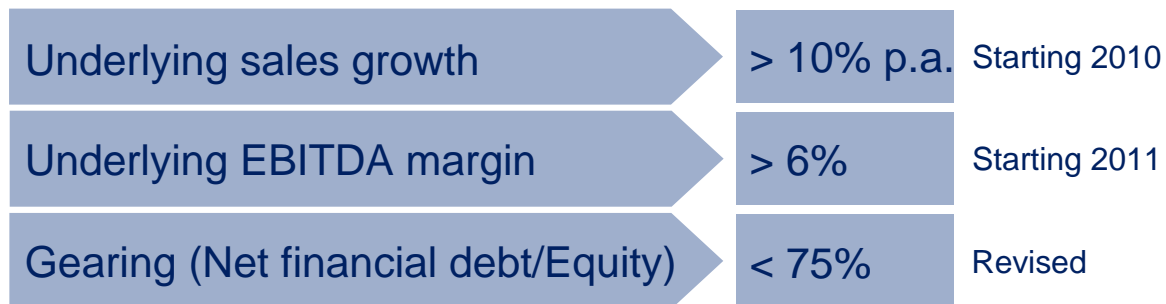 Underlying sales growth > 10% p.a. Starting 2010
Underlying EBITDA margin > 6% Starting 2011
Gearing (Net financial debt/Equity) < 75% Revised